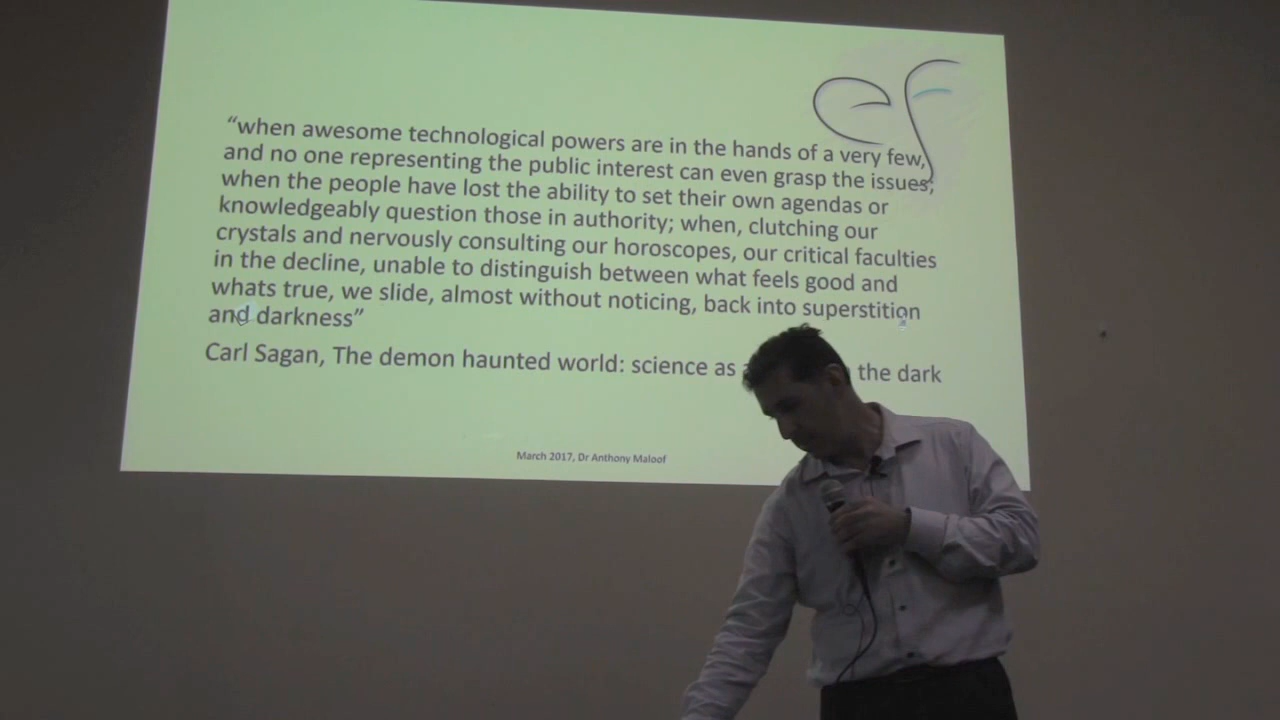 ef
“when awesome technological powers are in the hands of a very few,
and no one representing the public interest can even grasp the issues;
when the people have lost the ability to set their own agendas or
knowledgeably question those in authority; when, clutching our
crystals and nervously consulting our horoscopes, our critical faculties
in the decline, unable to distinguish between what feels good and
whats true, we slide, almost without noticing, back into superstition
and darkness”
Carl Sagan, The demon haunted world: science as the dark
March 2017, Dr Anthony Maloof